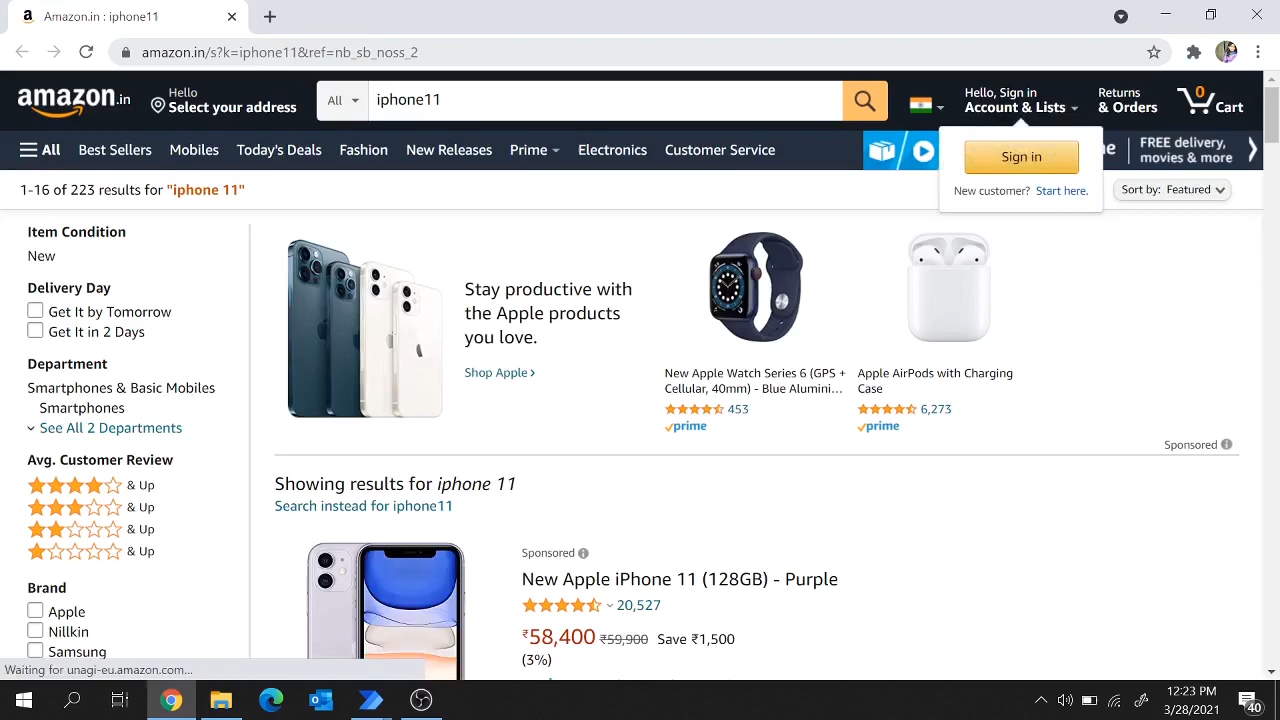 Amazon.in : iphone11
amazon.in/s?k=iphone11&ref=nb_sb_noss_2
amazon.in
Hello
Select your address
All
iphone11
Hello, Sign in
Account & Lists
Returns
& Orders
0
Cart
All
Best Sellers
Mobiles
Today's Deals
Fashion
New Releases
Prime
Electronics
Customer Service
FREE delivery,
movies & more
Sign in
New customer? Start here.
1-16 of 223 results for "iphone 11"
Sort by: Featured
Item Condition
New
Delivery Day
Get It by Tomorrow
Get It in 2 Days
Department
Smartphones & Basic Mobiles
Smartphones
See All 2 Departments
Avg. Customer Review
& Up
& Up
& Up
& Up
Brand
Apple
Nillkin
Samsung
Stay productive with
the Apple products
you love.
Shop Apple ›
New Apple Watch Series 6 (GPS +
Cellular, 40mm) - Blue Alumini...
453
prime
Apple AirPods with Charging
Case
6,273
prime
Sponsored
Showing results for iphone 11
Search instead for iphone11
Sponsored
New Apple iPhone 11 (128GB) - Purple
20,527
₹58,400 ₹59,900 Save ₹1,500
(3%)
Waiting for unagi-eu.amazon.com...
12:23 PM
3/28/2021
40